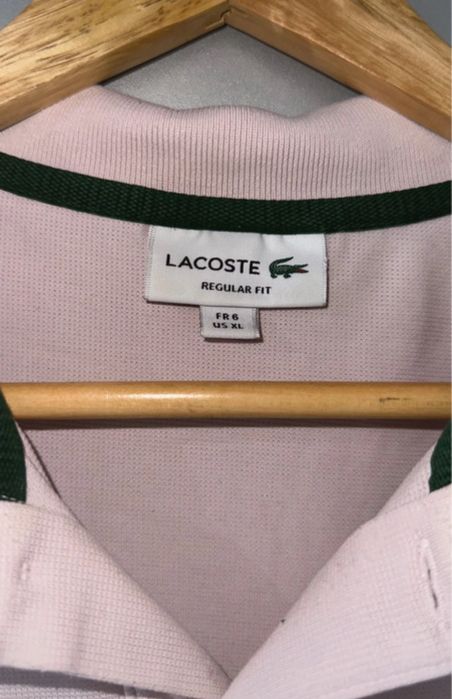 LACOSTE
REGULAR FIT
FR 6
US XL